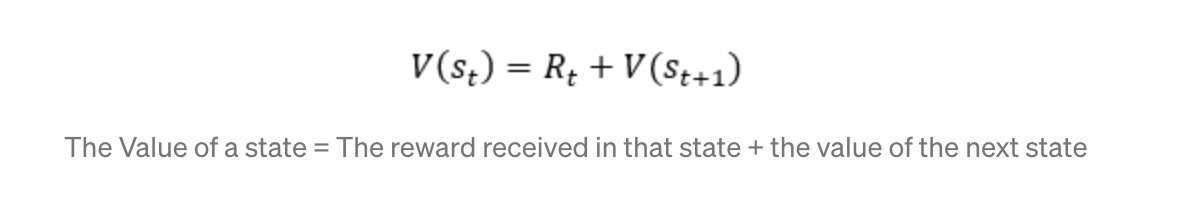 V(sₜ) = Rₜ + V(sₜ₊₁)
The Value of a state = The reward received in that state + the value of the next state